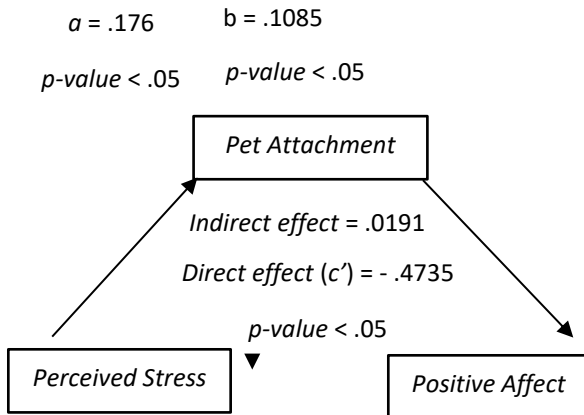 a = .176 b = .1085
p-value < .05 p-value < .05
Pet Attachment
Indirect effect = .0191
Direct effect (c’) = - .4735
p-value < .05
Perceived Stress
Positive Affect